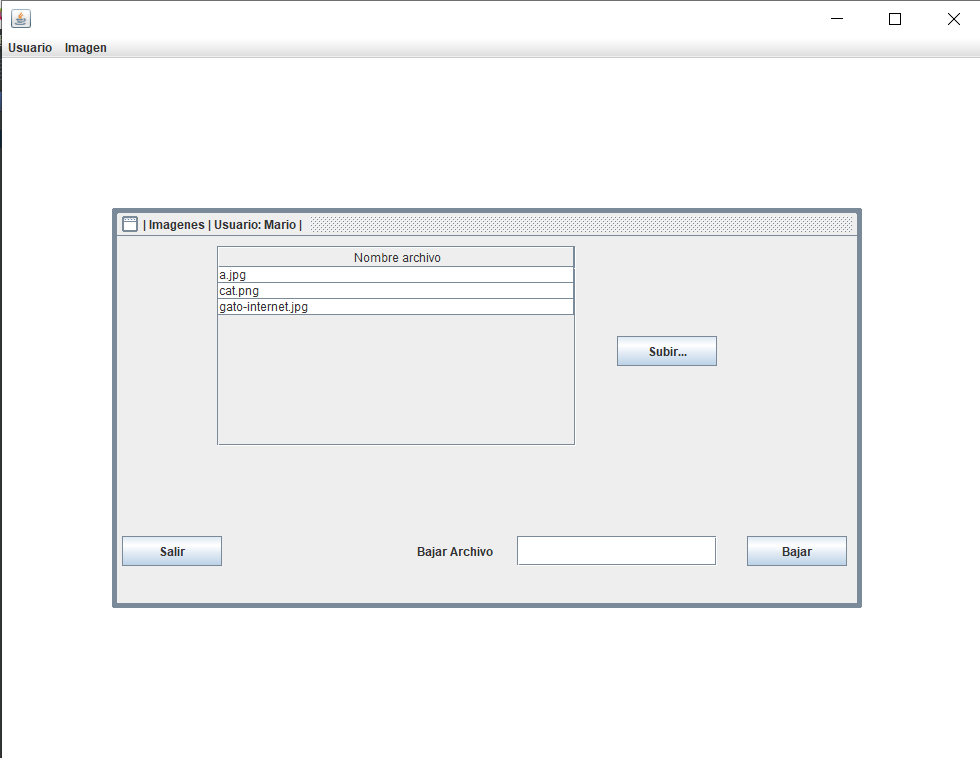 Usuario Imagen
| Imagenes | Usuario: Mario |
Nombre archivo
a.jpg
cat.png
gato-internet.jpg
Subir...
Salir
Bajar Archivo
Bajar